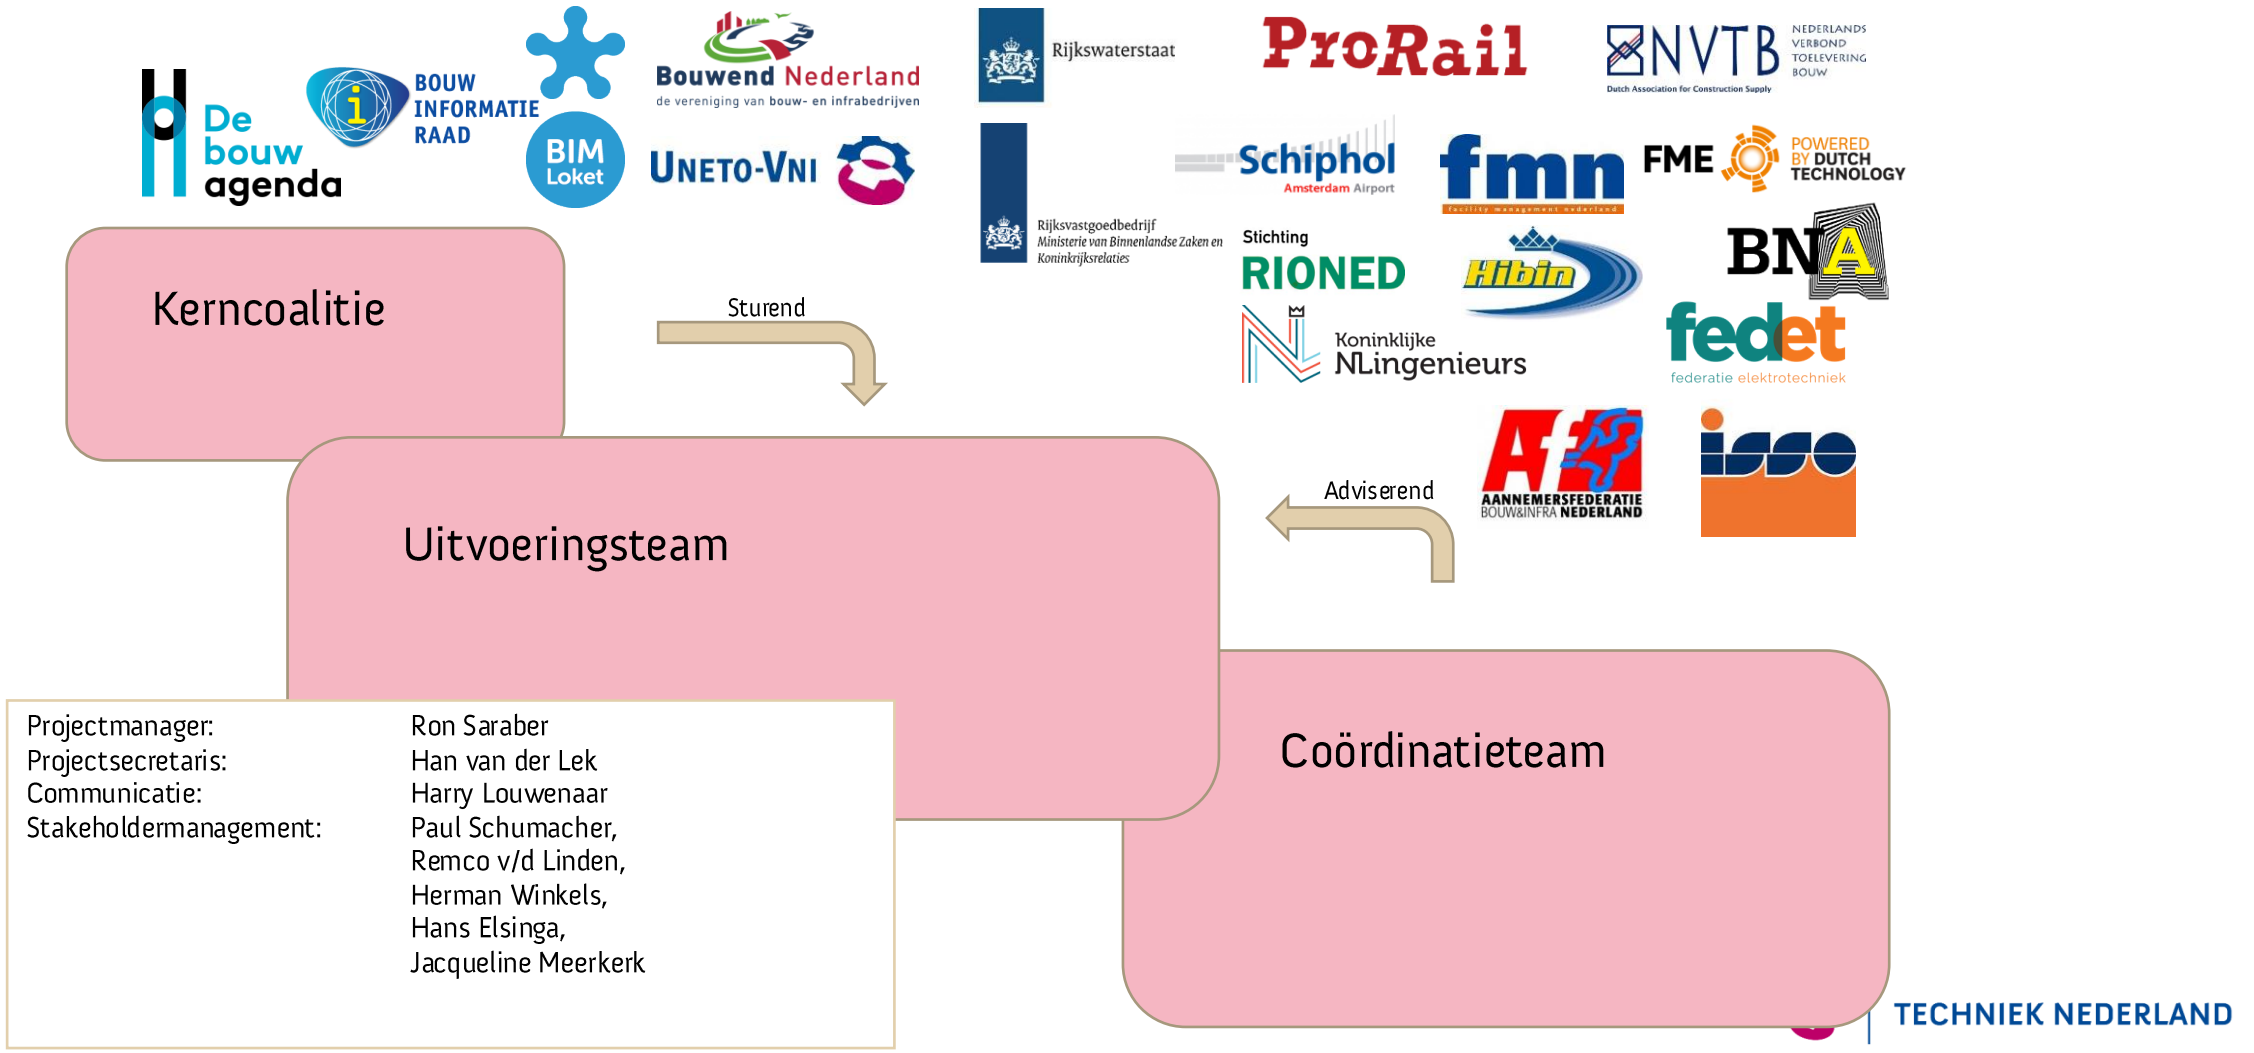 De
bouw
agenda
i
BOUW
INFORMATIE
RAAD
BIM
Loket
Bouwend Nederland
de vereniging van bouw- en infrabedrijven
UNETO-VNI
Rijkswaterstaat
Rijksvastgoedbedrijf
Ministerie van Binnenlandse Zaken en
Koninkrijksrelaties
ProRail
NVTB
NEDERLANDS
VERBOND
TOELEVERING
BOUW
Dutch Association for Construction Supply
Schiphol
Amsterdam Airport
fmn
facility management nederland
FME
POWERED
BY DUTCH
TECHNOLOGY
Stichting
RIONED
Hibin
BNA
Koninklijke
NLingenieurs
fedet
federatie elektrotechniek
Af
AANNEMERSFEDERATIE
BOUW&INFRA NEDERLAND
isso
Kerncoalitie
Sturend
Uitvoeringsteam
Adviserend
Coördinatieteam
Projectmanager: Ron Saraber
Projectsecretaris: Han van der Lek
Communicatie: Harry Louwenaar
Stakeholdermanagement: Paul Schumacher,
Remco v/d Linden,
Herman Winkels,
Hans Elsinga,
Jacqueline Meerkerk
TECHNIEK NEDERLAND